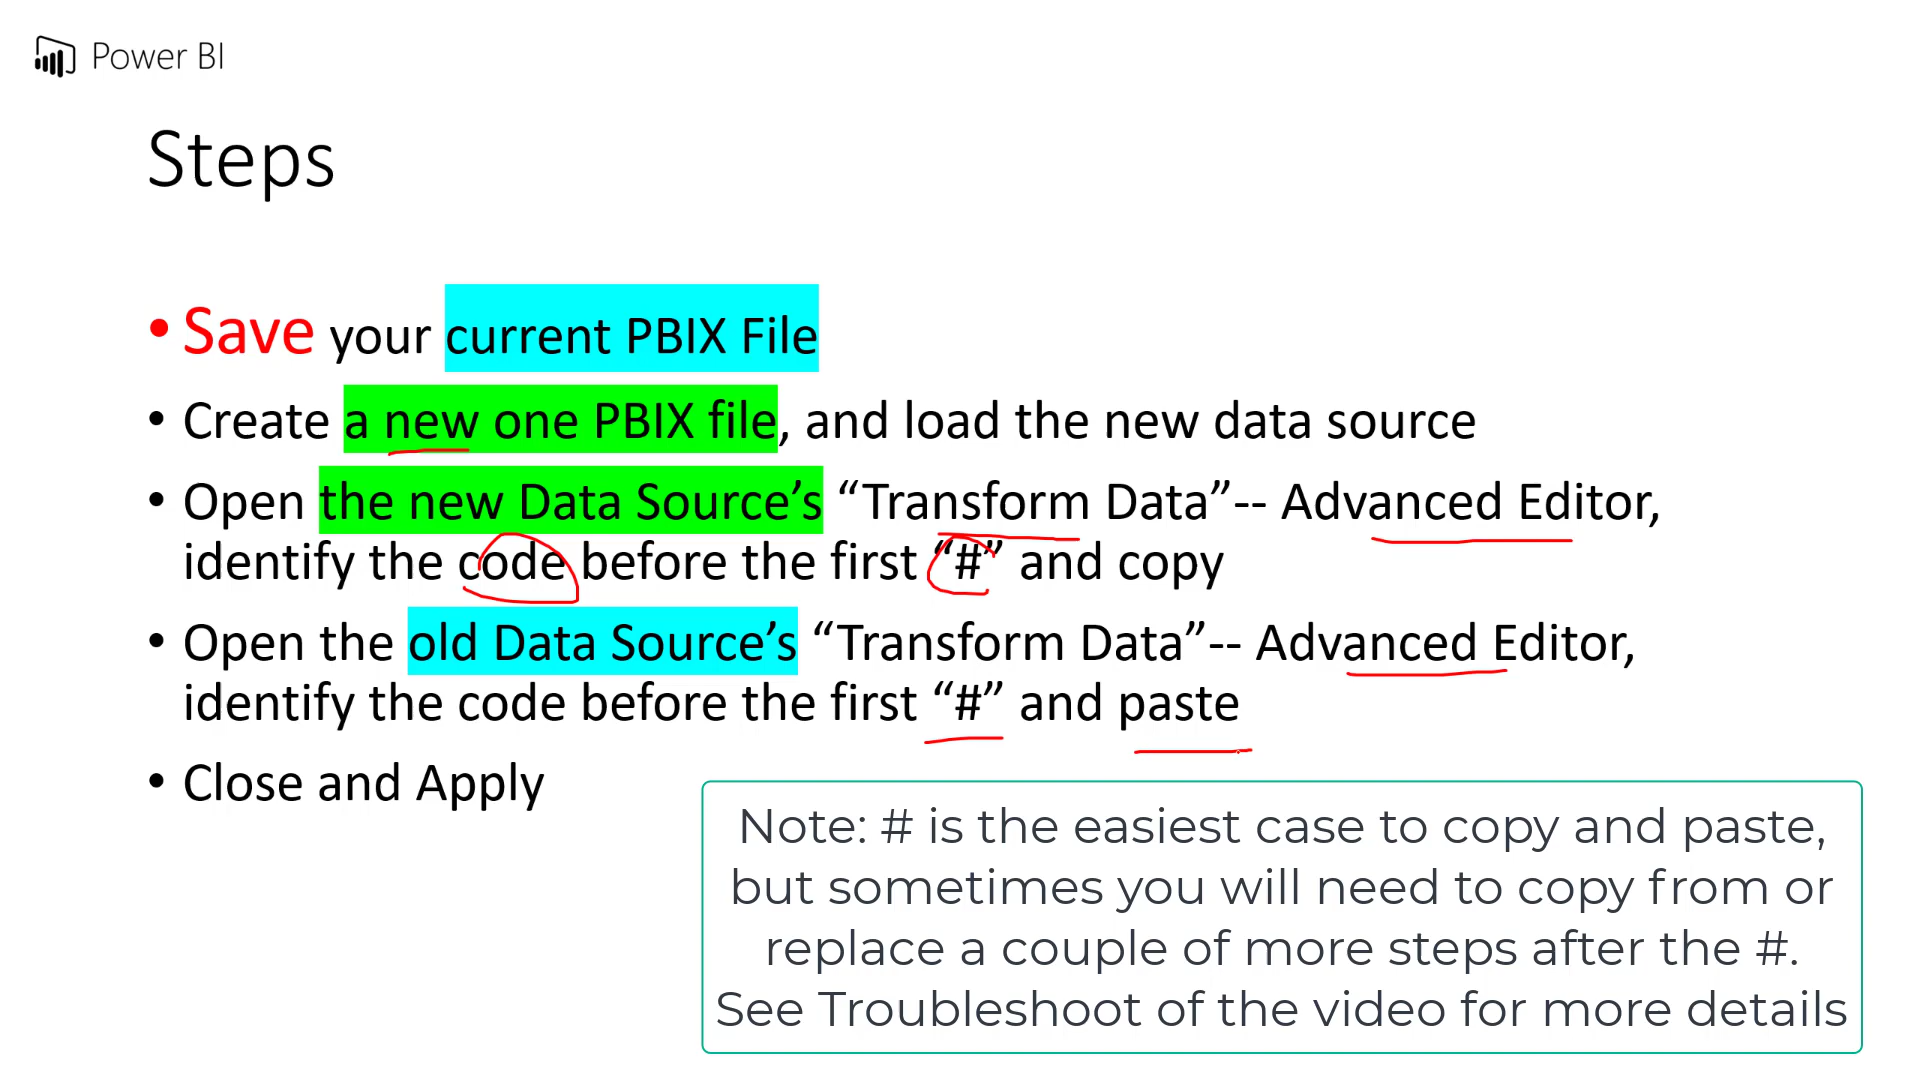 Power BI
Steps
• Save your current PBIX File
• Create a new one PBIX file, and load the new data source
• Open the new Data Source’s “Transform Data”-- Advanced Editor,
identify the code before the first “#” and copy
• Open the old Data Source’s “Transform Data”-- Advanced Editor,
identify the code before the first “#” and paste
• Close and Apply
Note: # is the easiest case to copy and paste,
but sometimes you will need to copy from or
replace a couple of more steps after the #.
See Troubleshoot of the video for more details